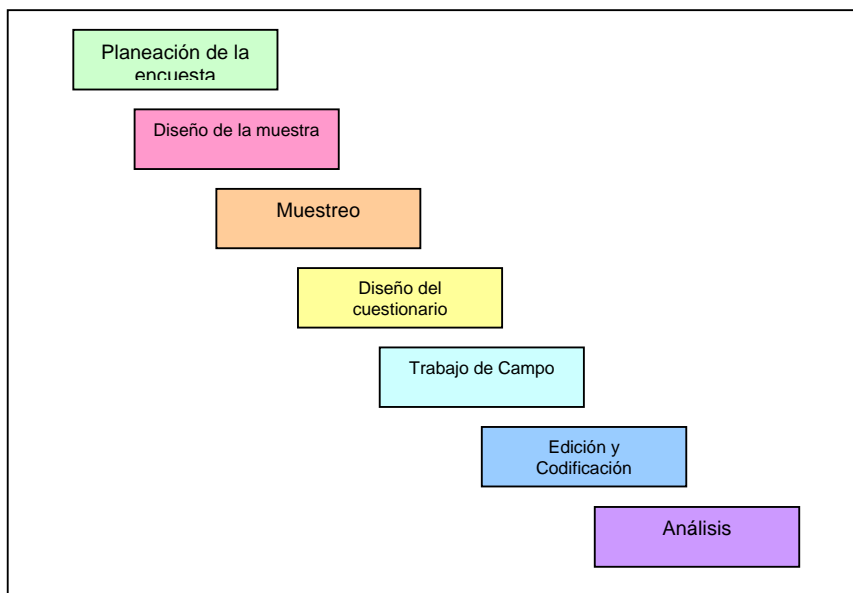 Planeación de la
encuesta
Diseño de la muestra
Muestreo
Diseño del
cuestionario
Trabajo de Campo
Edición y
Codificación
Análisis